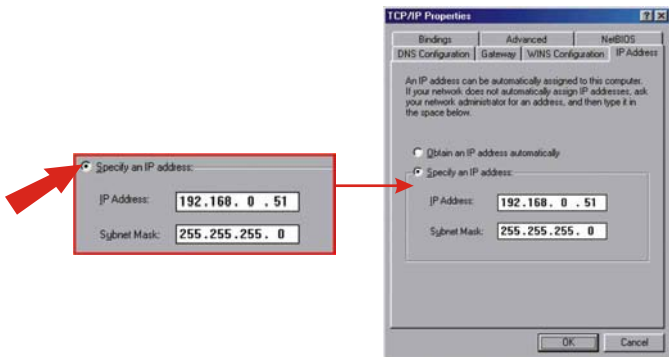 Specify an IP address:
IP Address: 192.168. 0 .51
Subnet Mask: 255.255.255. 0
TCP/IP Properties
Bindings Advanced NetBIOS
DNS Configuration Gateway WINS Configuration IP Address
An IP address can be automatically assigned to this computer.
If your network does not automatically assign IP addresses, ask
your network administrator for an address, and then type it in
the space below.
Obtain an IP address automatically
Specify an IP address:
IP Address: 192.168. 0 .51
Subnet Mask: 255.255.255. 0
OK Cancel